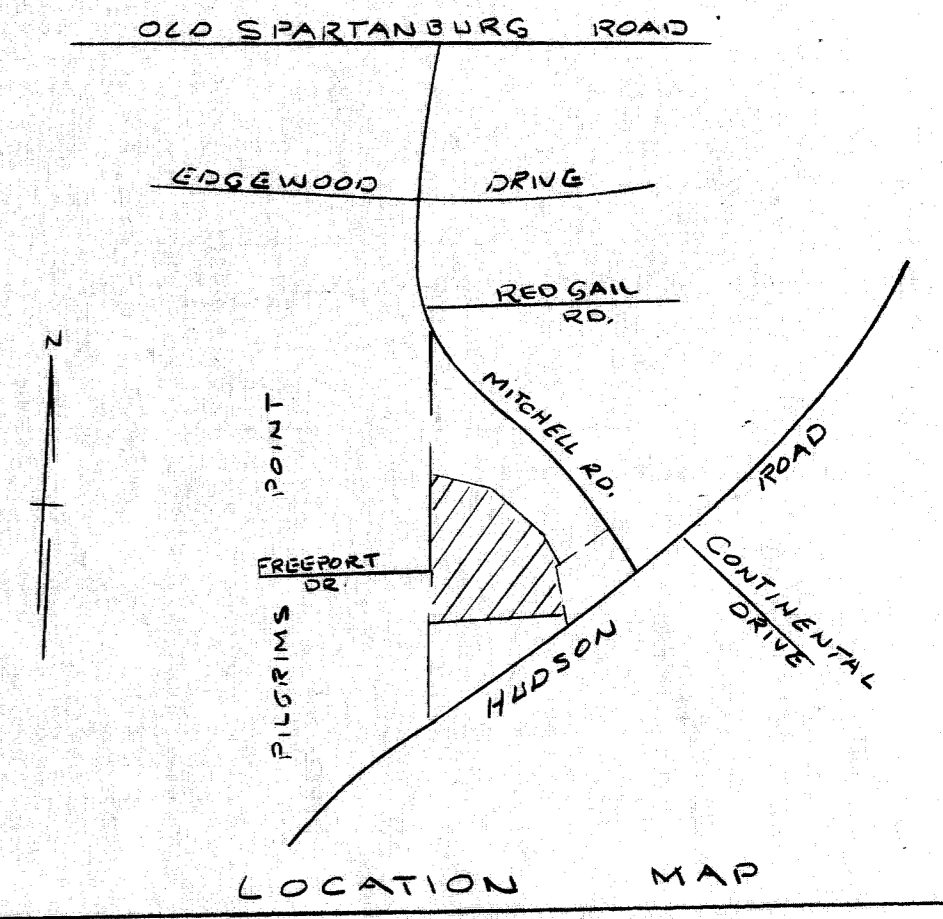 OLD SPARTANBURG ROAD
EDGEWOOD DRIVE
RED GAIL
RD.
N
MITCHELL RD.
PILGRIMS POINT
ROAD
FREEPORT
DR.
CONTINENTAL
DRIVE
HUDSON
LOCATION MAP